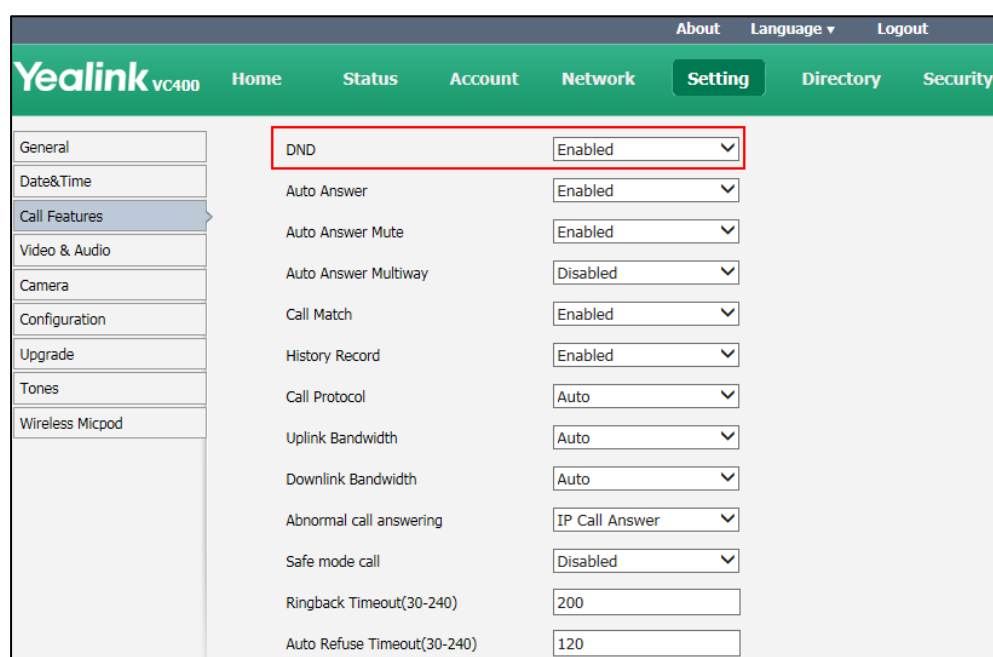 About Language ▾ Logout
Yealink VC400 Home Status Account Network Setting Directory Security
General
Date&Time
Call Features
Video & Audio
Camera
Configuration
Upgrade
Tones
Wireless Micpod
DND Enabled
Auto Answer Enabled
Auto Answer Mute Enabled
Auto Answer Multiway Disabled
Call Match Enabled
History Record Enabled
Call Protocol Auto
Uplink Bandwidth Auto
Downlink Bandwidth Auto
Abnormal call answering IP Call Answer
Safe mode call Disabled
Ringback Timeout(30-240) 200
Auto Refuse Timeout(30-240) 120